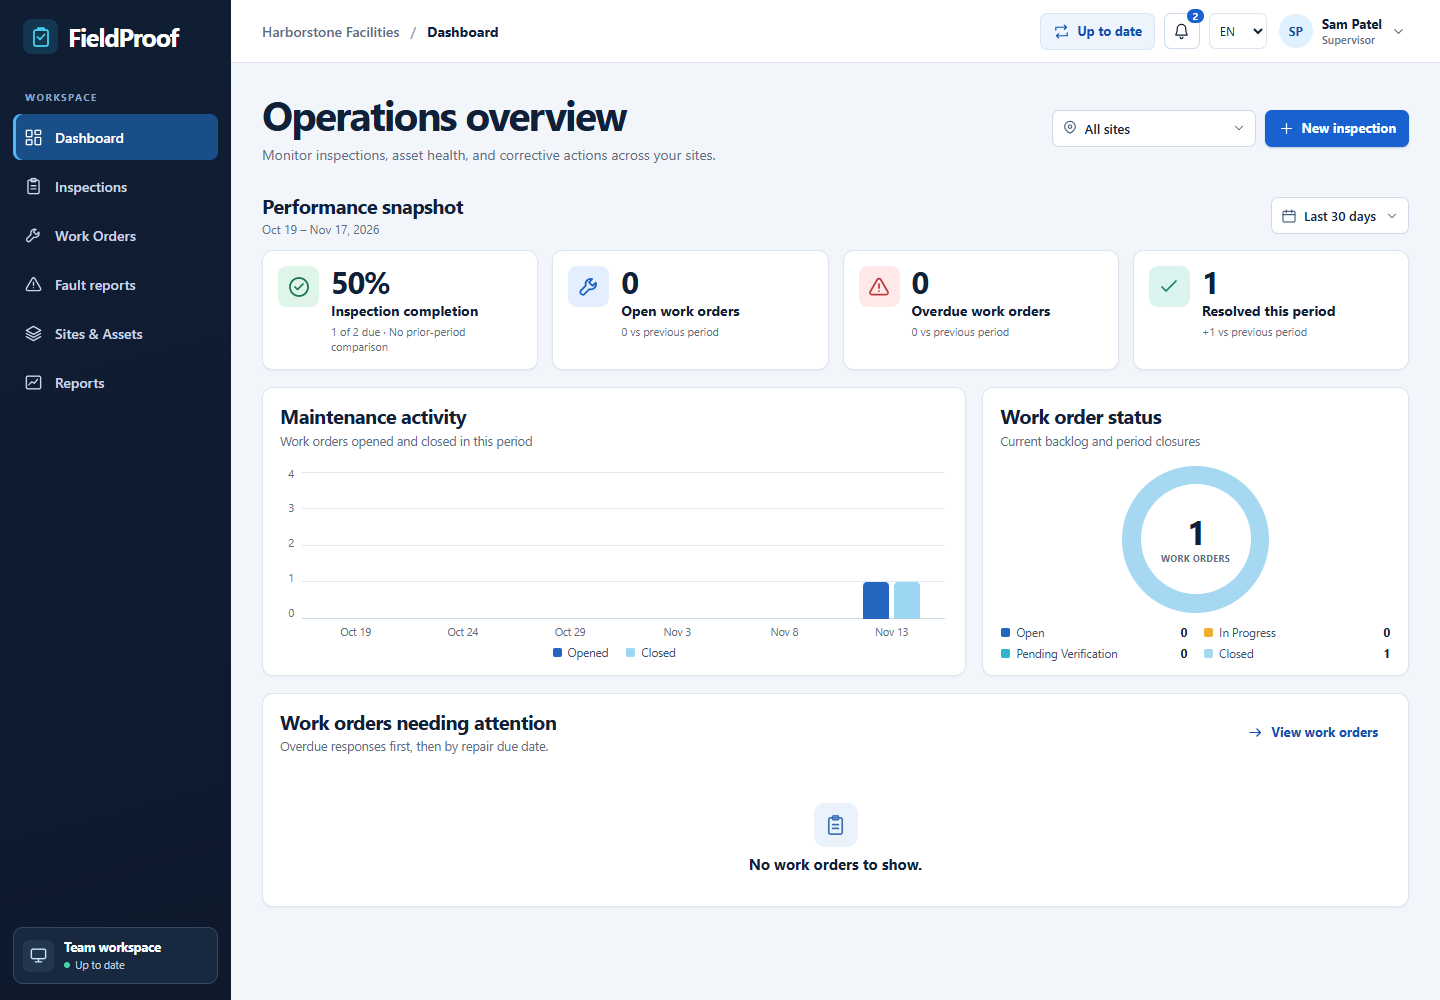 FieldProof
WORKSPACE
Dashboard
Inspections
Work Orders
Fault reports
Sites & Assets
Reports
Team workspace
Up to date
Harborstone Facilities / Dashboard
Up to date
2
EN
SP
Sam Patel
Supervisor
Operations overview
Monitor inspections, asset health, and corrective actions across your sites.
All sites
New inspection
Performance snapshot
Oct 19 – Nov 17, 2026
Last 30 days
50%
Inspection completion
1 of 2 due · No prior-period
comparison
0
Open work orders
0 vs previous period
0
Overdue work orders
0 vs previous period
1
Resolved this period
+1 vs previous period
Maintenance activity
Work orders opened and closed in this period
4
3
2
1
0
Oct 19 Oct 24 Oct 29 Nov 3 Nov 8 Nov 13
Opened Closed
Work order status
Current backlog and period closures
1
WORK ORDERS
Open 0 In Progress 0
Pending Verification 0 Closed 1
Work orders needing attention
Overdue responses first, then by repair due date.
View work orders
No work orders to show.